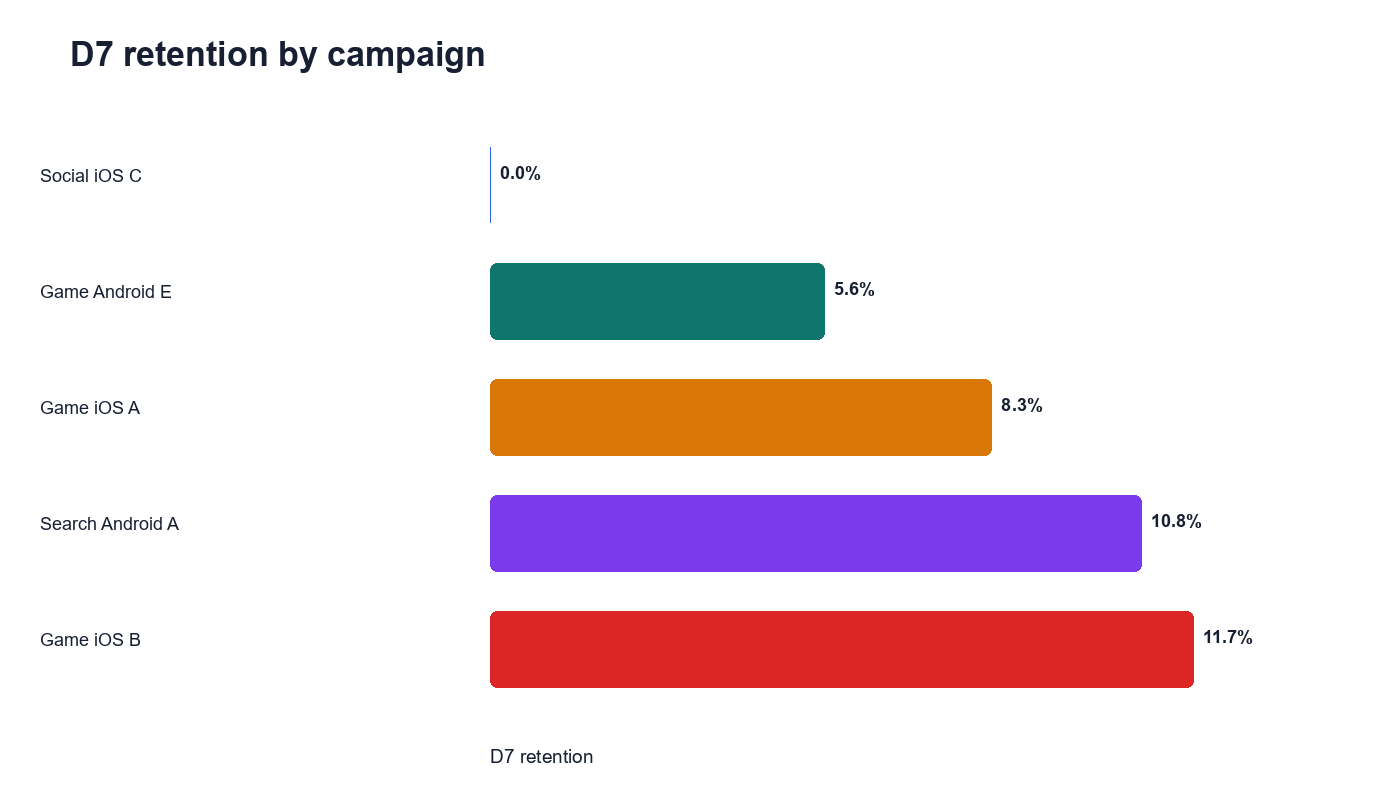 D7 retention by campaign
Social iOS C 0.0%
Game Android E 5.6%
Game iOS A 8.3%
Search Android A 10.8%
Game iOS B 11.7%
D7 retention